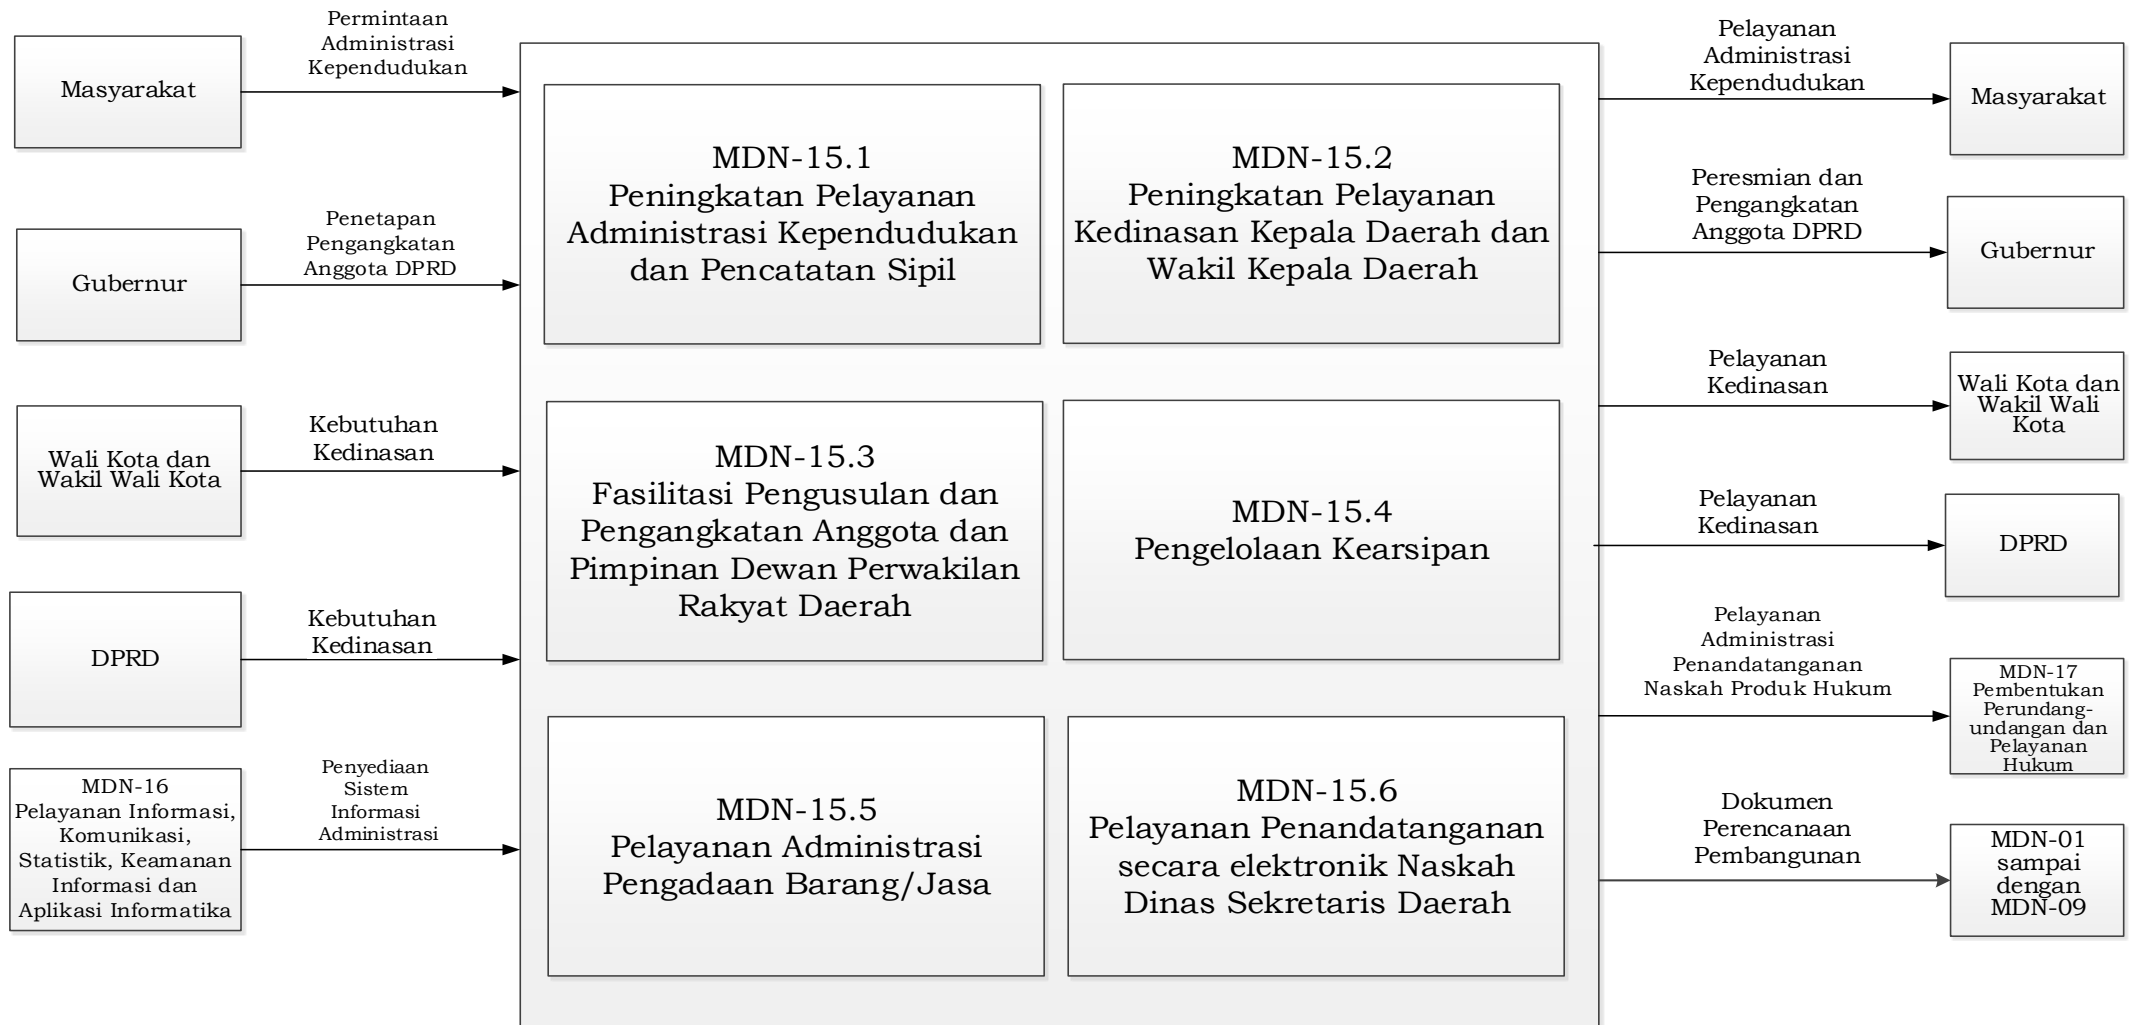 Masyarakat
Permintaan
Administrasi
Kependudukan
Gubernur
Penetapan
Pengangkatan
Anggota DPRD
Wali Kota dan
Wakil Wali Kota
Kebutuhan
Kedinasan
DPRD
Kebutuhan
Kedinasan
MDN-16
Pelayanan Informasi,
Komunikasi,
Statistik, Keamanan
Informasi dan
Aplikasi Informatika
Penyediaan
Sistem
Informasi
Administrasi
MDN-15.1
Peningkatan Pelayanan
Administrasi Kependudukan
dan Pencatatan Sipil
MDN-15.2
Peningkatan Pelayanan
Kedinasan Kepala Daerah dan
Wakil Kepala Daerah
MDN-15.3
Fasilitasi Pengusulan dan
Pengangkatan Anggota dan
Pimpinan Dewan Perwakilan
Rakyat Daerah
MDN-15.4
Pengelolaan Kearsipan
MDN-15.5
Pelayanan Administrasi
Pengadaan Barang/Jasa
MDN-15.6
Pelayanan Penandatanganan
secara elektronik Naskah
Dinas Sekretaris Daerah
Pelayanan
Administrasi
Kependudukan
Masyarakat
Peresmian dan
Pengangkatan
Anggota DPRD
Gubernur
Pelayanan
Kedinasan
Wali Kota dan
Wakil Wali
Kota
Pelayanan
Kedinasan
DPRD
Pelayanan
Administrasi
Penandatanganan
Naskah Produk Hukum
MDN-17
Pembentukan
Perundang-
undangan dan
Pelayanan
Hukum
Dokumen
Perencanaan
Pembangunan
MDN-01
sampai
dengan
MDN-09